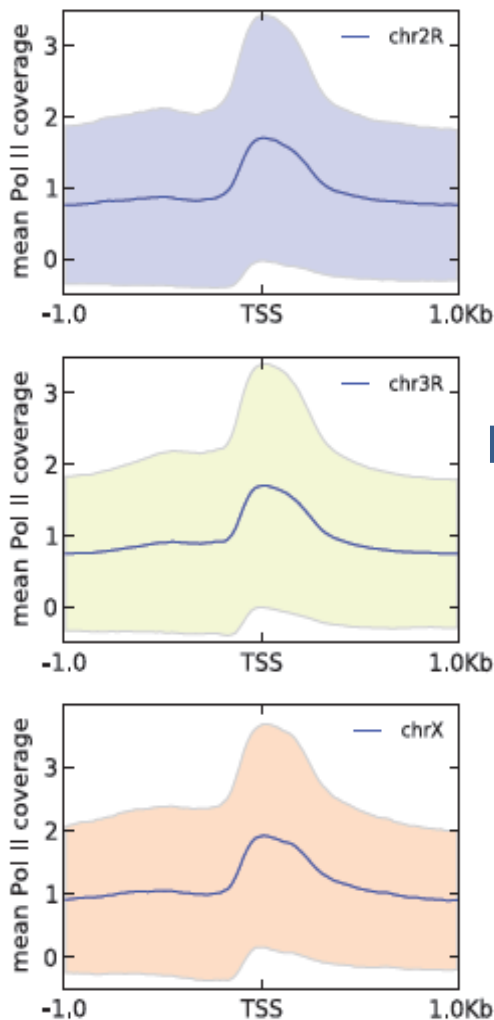 mean Pol II coverage
3
2
1
0
chr2R
-1.0 TSS 1.0Kb
mean Pol II coverage
3
2
1
0
chr3R
-1.0 TSS 1.0Kb
mean Pol II coverage
3
2
1
0
chrX
-1.0 TSS 1.0Kb